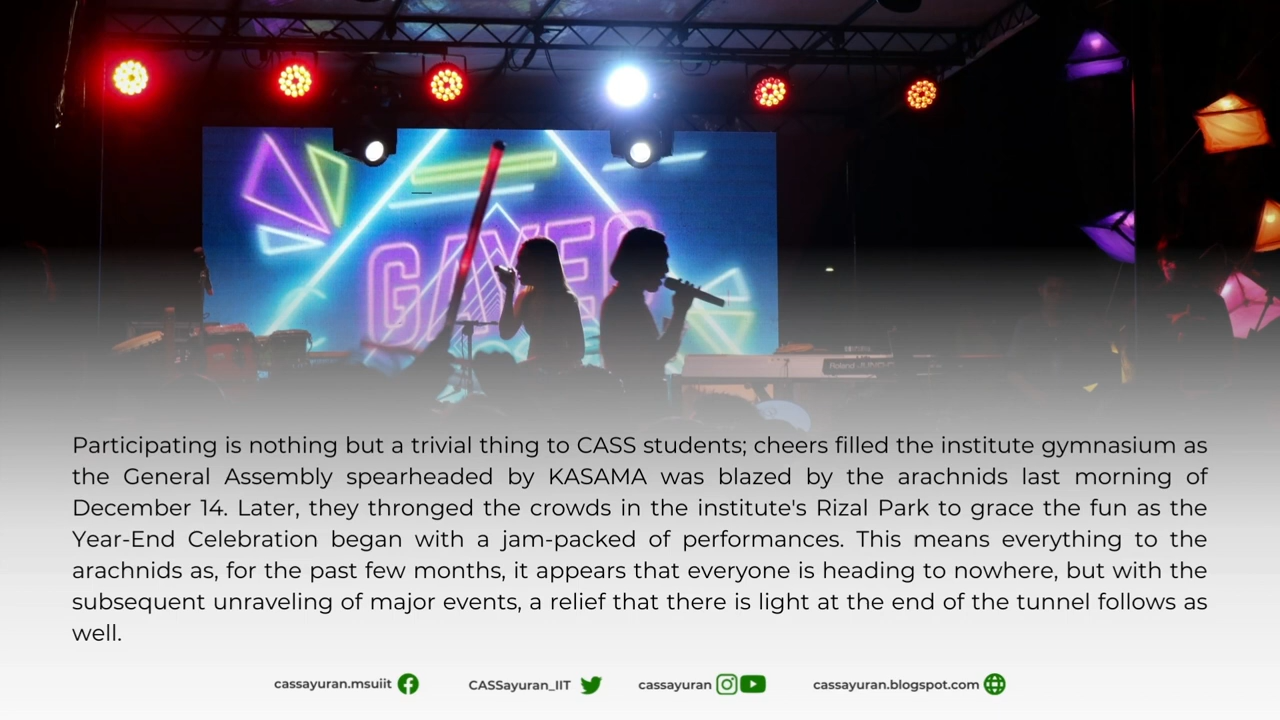 GAYEO
Roland JUNO
Participating is nothing but a trivial thing to CASS students; cheers filled the institute gymnasium as
the General Assembly spearheaded by KASAMA was blazed by the arachnids last morning of
December 14. Later, they thronged the crowds in the institute's Rizal Park to grace the fun as the
Year-End Celebration began with a jam-packed of performances. This means everything to the
arachnids as, for the past few months, it appears that everyone is heading to nowhere, but with the
subsequent unraveling of major events, a relief that there is light at the end of the tunnel follows as
well.
cassayuran.msuiit CASSayuran_IIT cassayuran cassayuran.blogspot.com